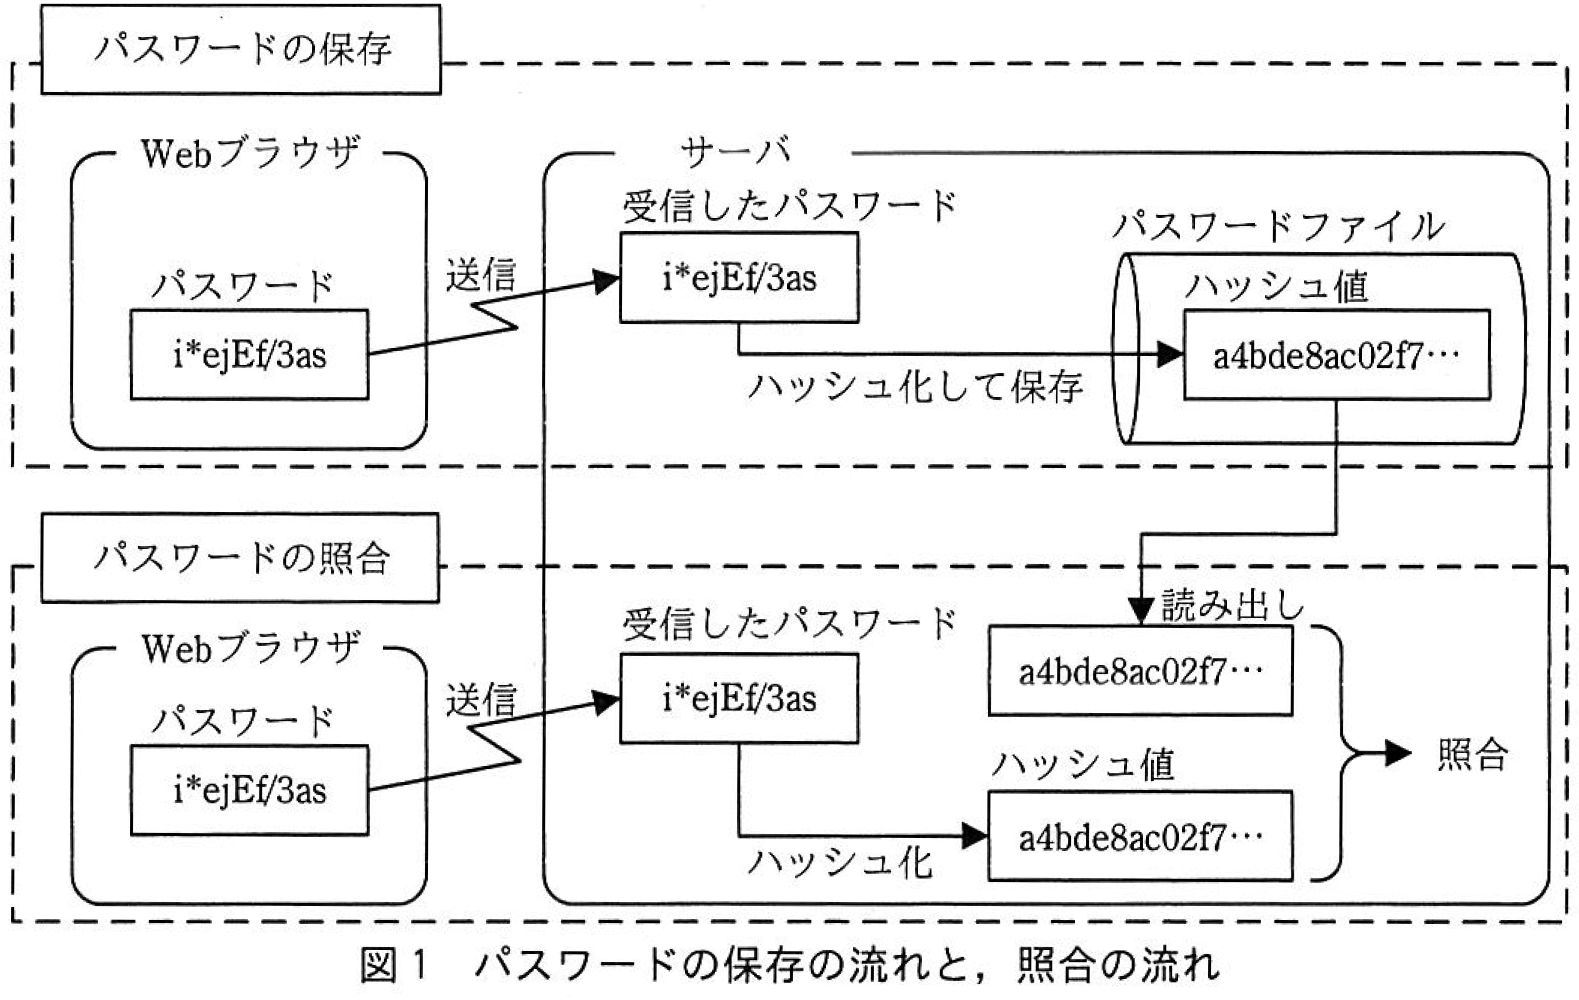 パスワードの保存
Webブラウザ
サーバ
受信したパスワード
パスワードファイル
パスワード
送信
i*ejEf/3as
ハッシュ値
i*ejEf/3as
a4bde8ac02f7…
ハッシュ化して保存
パスワードの照合
Webブラウザ
受信したパスワード
読み出し
パスワード
送信
i*ejEf/3as
a4bde8ac02f7…
i*ejEf/3as
ハッシュ値
照合
a4bde8ac02f7…
ハッシュ化
図1　パスワードの保存の流れと，照合の流れ